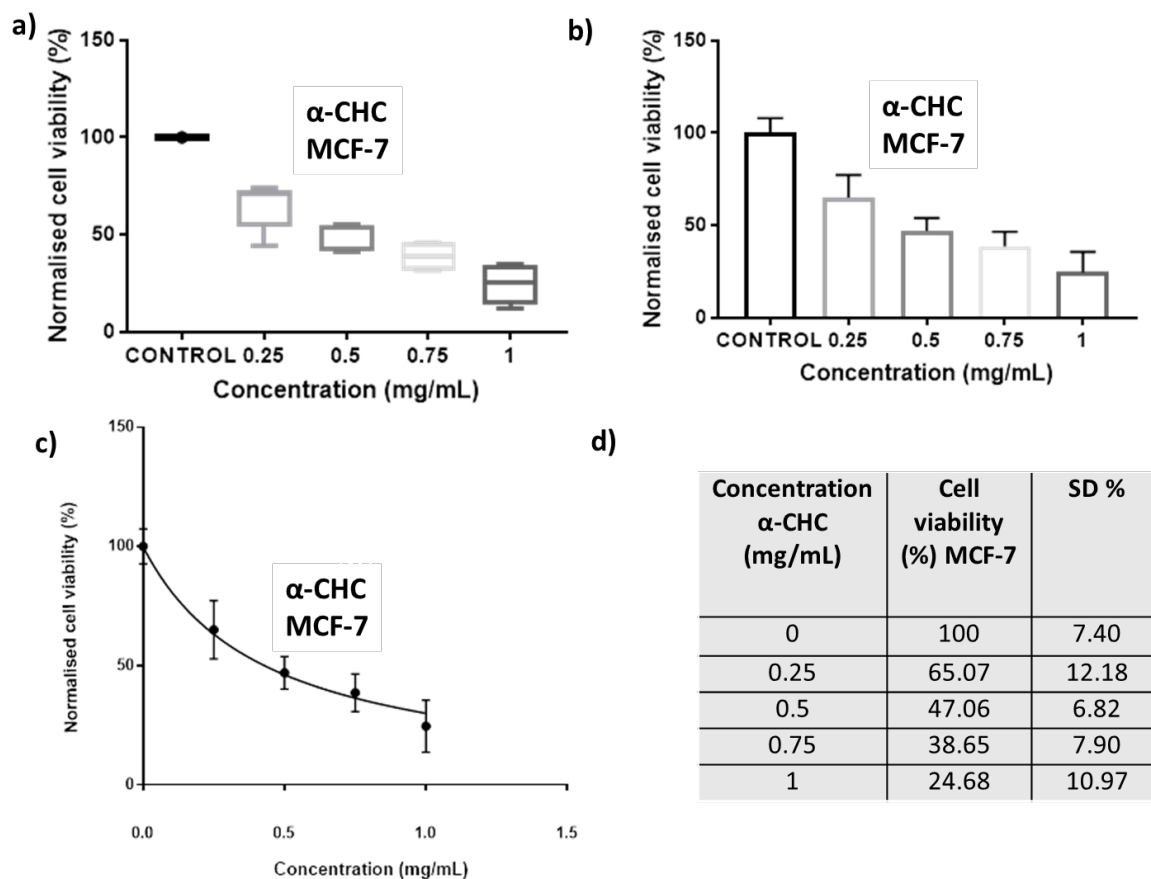 a)
150
100
50
0
Normalised cell viability (%)
α-CHC
MCF-7
CONTROL 0.25 0.5 0.75 1
Concentration (mg/mL)
b)
150
100
50
0
Normalised cell viability (%)
α-CHC
MCF-7
CONTROL 0.25 0.5 0.75 1
Concentration (mg/mL)
c)
150
100
50
0
Normalised cell viability (%)
α-CHC
MCF-7
0.0 0.5 1.0 1.5
Concentration (mg/mL)
d)
Concentration
α-CHC
(mg/mL)
Cell
viability
(%) MCF-7
SD %
0 100 7.40
0.25 65.07 12.18
0.5 47.06 6.82
0.75 38.65 7.90
1 24.68 10.97